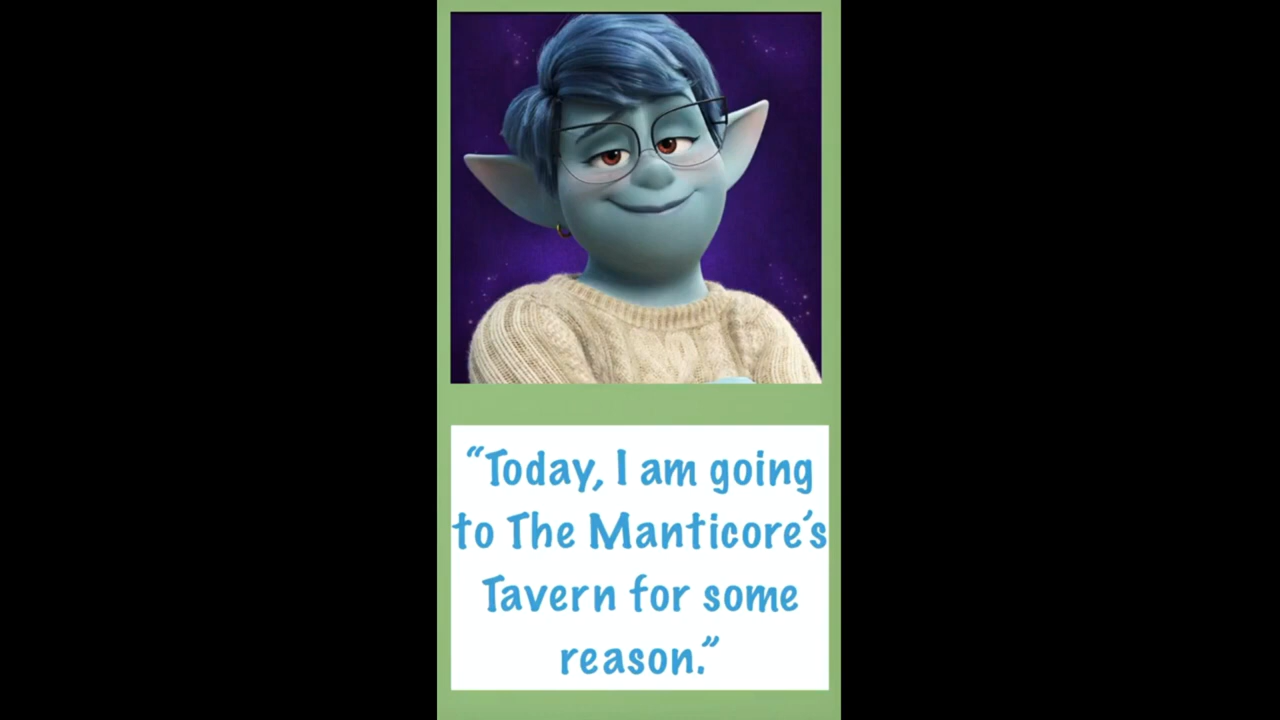 “Today, I am going
to The Manticore’s
Tavern for some
reason.”